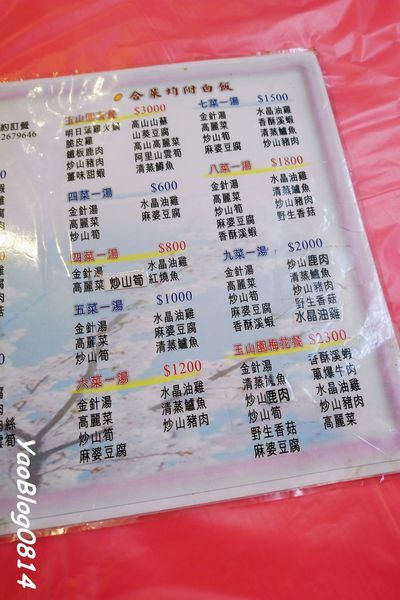 合菜均附白飯
約訂餐
2679646
$3000
明日葉雞火鍋 高山山蘇
脆皮雞 山葵豆腐
鐵板鹿肉 高山高麗菜
炒山豬肉 阿里山雲筍
蘆味甜蝦 清蒸鱒魚
四菜一湯 $600
金針湯 水晶油雞
高麗菜 麻婆豆腐
炒山筍
四菜一湯 $800
金針湯 水晶油雞
高麗菜 炒山筍 紅燒魚
五菜一湯 $1000
金針湯 水晶油雞
高麗菜 麻婆豆腐
炒山筍 清蒸鱸魚
六菜一湯 $1200
金針湯 水晶油雞
高麗菜 清蒸鱸魚
炒山筍 炒山豬肉
麻婆豆腐
七菜一湯 $1500
金針湯 水晶油雞
高麗菜 香酥溪蝦
炒山筍 清蒸鱸魚
麻婆豆腐 炒山豬肉
八菜一湯 $1800
金針湯 水晶油雞
高麗菜 清蒸鱸魚
炒山筍 炒山豬肉
麻婆豆腐 野生香菇
香酥溪蝦
九菜一湯 $2000
金針湯 炒山鹿肉
高麗菜 清蒸鱸魚
炒山筍 炒山豬肉
麻婆豆腐 野生香菇
香酥溪蝦 水晶油雞
玉山園梅花餐 $2300
金針湯 香酥溪蝦
清蒸鱸魚 蔥爆牛肉
炒山鹿肉 水晶油雞
炒山筍 炒山豬肉
野生香菇 高麗菜
麻婆豆腐
YaoBlog0814